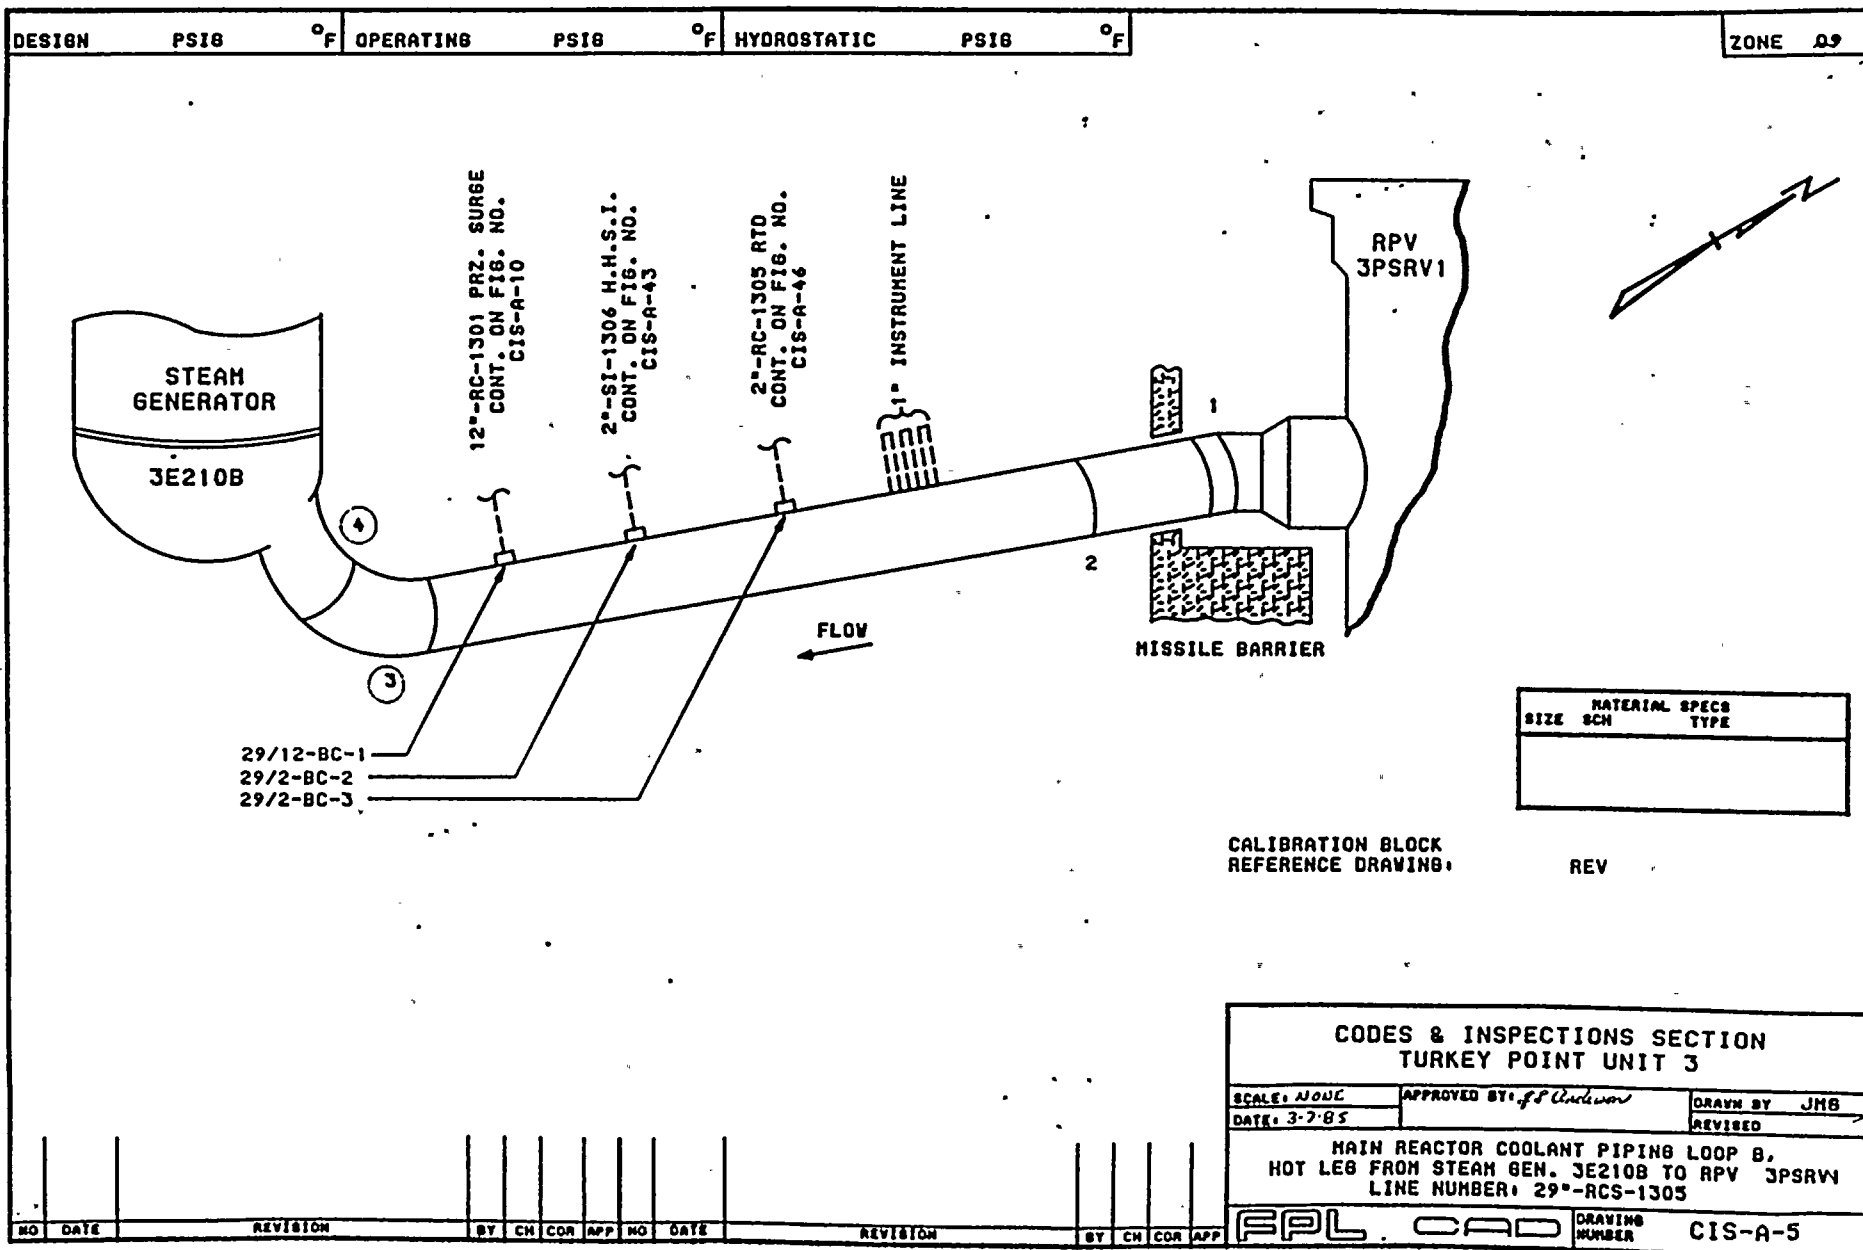 DESIGN PSIG °F OPERATING PSIG °F HYDROSTATIC PSIG °F
ZONE 09
12"-RC-1301 PRZ. SURGE
CONT. ON FIG. NO.
CIS-A-10
2"-SI-1306 H.H.S.I.
CONT. ON FIG. NO.
CIS-A-43
2"-RC-1305 RTD
CONT. ON FIG. NO.
CIS-A-46
1" INSTRUMENT LINE
RPV
3PSRV1
STEAM
GENERATOR
3E210B
1
4
2
FLOW
MISSILE BARRIER
3
29/12-BC-1
29/2-BC-2
29/2-BC-3
MATERIAL SPECS
SIZE SCH TYPE
CALIBRATION BLOCK
REFERENCE DRAWING: REV
CODES & INSPECTIONS SECTION
TURKEY POINT UNIT 3
SCALE: NONE APPROVED BY: DRAWN BY JMG
DATE: 3-7-85 REVISED
MAIN REACTOR COOLANT PIPING LOOP B,
HOT LEG FROM STEAM GEN. 3E210B TO RPV 3PSRV1
LINE NUMBER: 29"-RCS-1305
NO DATE REVISION BY CH COR APP NO DATE REVISION BY CH COR APP
FPL CAD DRAWING NUMBER CIS-A-5